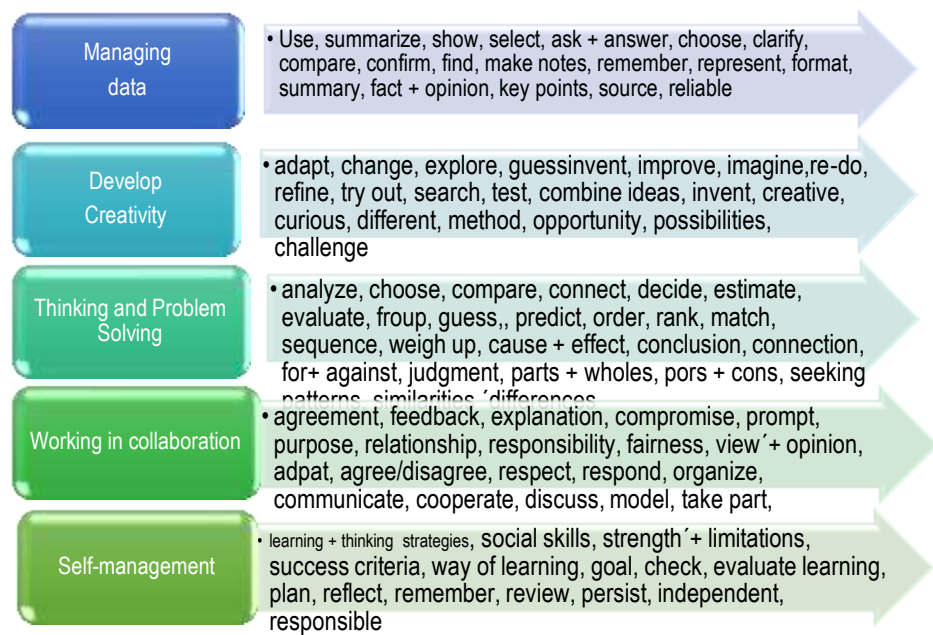 Managing
data
• Use, summarize, show, select, ask + answer, choose, clarify,
compare, confirm, find, make notes, remember, represent, format,
summary, fact + opinion, key points, source, reliable
Develop
Creativity
• adapt, change, explore, guessinvent, improve, imagine,re-do,
refine, try out, search, test, combine ideas, invent, creative,
curious, different, method, opportunity, possibilities,
challenge
Thinking and Problem
Solving
• analyze, choose, compare, connect, decide, estimate,
evaluate, froup, guess,, predict, order, rank, match,
sequence, weigh up, cause + effect, conclusion, connection,
for+ against, judgment, parts + wholes, pors + cons, seeking
patterns, similarities ´differences
Working in collaboration
• agreement, feedback, explanation, compromise, prompt,
purpose, relationship, responsibility, fairness, view´+ opinion,
adpat, agree/disagree, respect, respond, organize,
communicate, cooperate, discuss, model, take part,
Self-management
• learning + thinking strategies, social skills, strength´+ limitations,
success criteria, way of learning, goal, check, evaluate learning,
plan, reflect, remember, review, persist, independent,
responsible